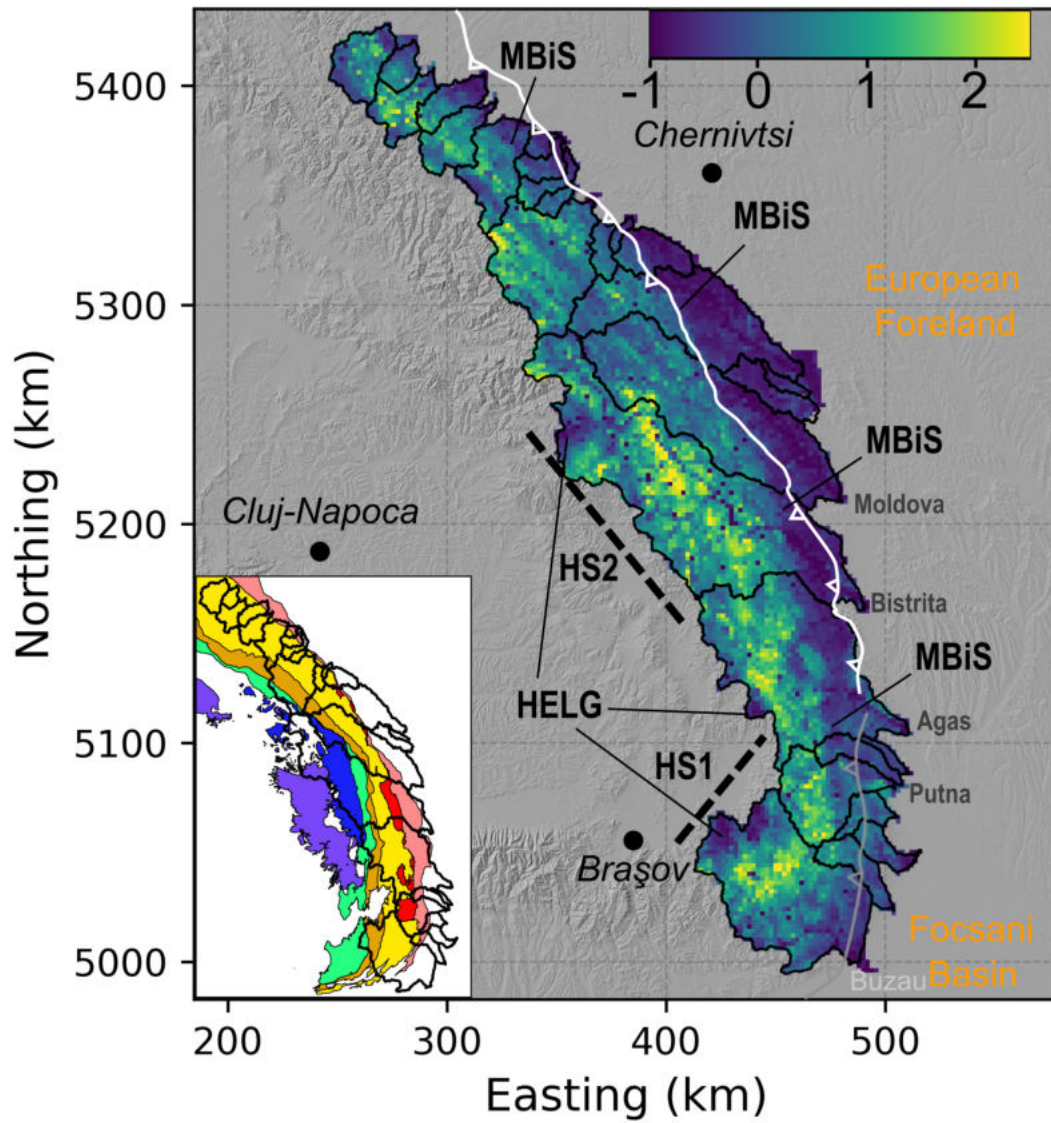 -1 0 1 2
5400
5300
5200
5100
5000
Northing (km)
MBiS
Chernivtsi
MBiS
European
Foreland
MBiS
Moldova
Cluj-Napoca
HS2
Bistrita
MBiS
HELG
Agas
HS1
Putna
Braşov
Focsani
Basin
Buzau
200 300 400 500
Easting (km)